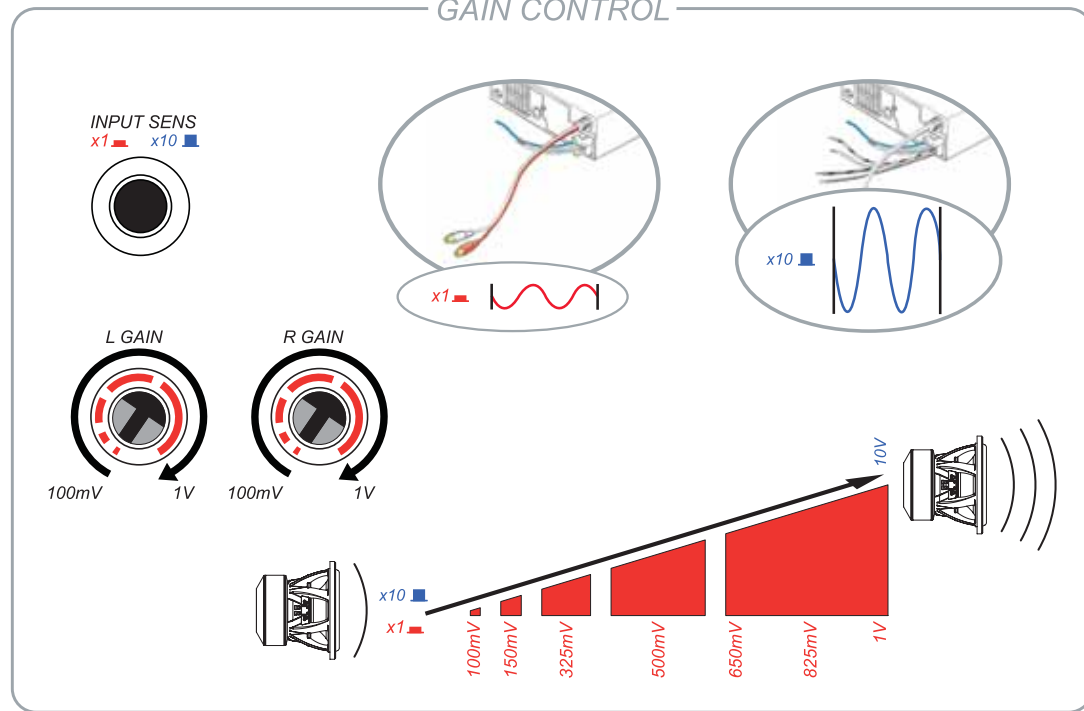 GAIN CONTROL
INPUT SENS
x1 x10
x1
x10
L GAIN
R GAIN
100mV 1V
100mV 1V
10V
x10
x1
100mV
150mV
325mV
500mV
650mV
825mV
1V